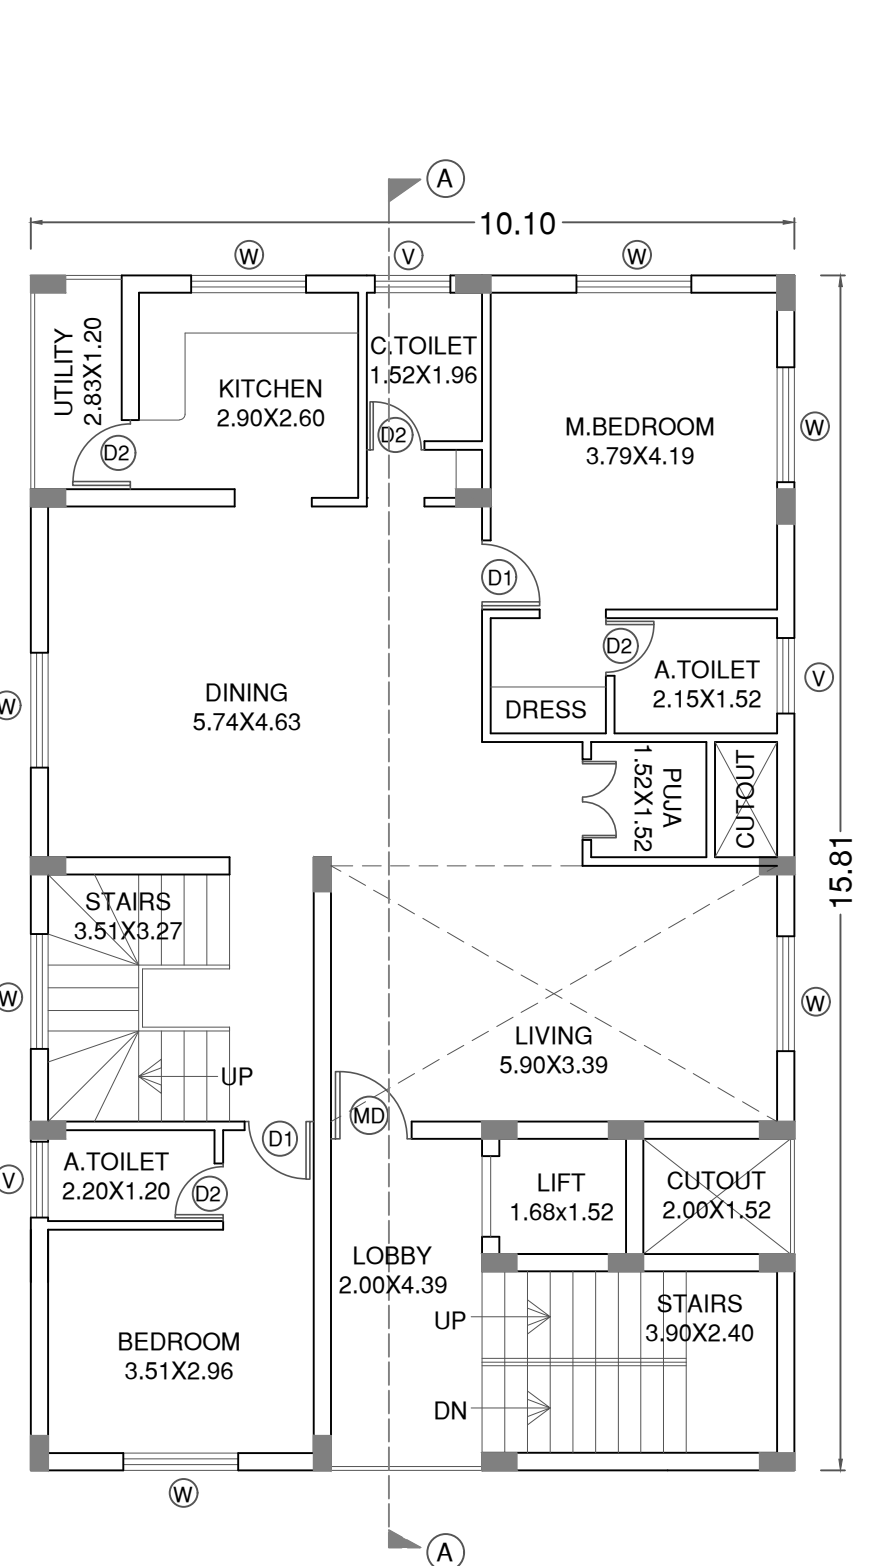 A
10.10
W
V
W
UTILITY
2.83X1.20
C.TOILET
1.52X1.96
KITCHEN
2.90X2.60
M.BEDROOM
3.79X4.19
W
D2
D2
D1
D2
A.TOILET
2.15X1.52
V
DINING
5.74X4.63
W
DRESS
PUJA
1.52X1.52
CUTOUT
15.81
STAIRS
3.51X3.27
W
W
LIVING
5.90X3.39
UP
MD
D1
A.TOILET
2.20X1.20
V
D2
LIFT
1.68x1.52
CUTOUT
2.00X1.52
LOBBY
2.00X4.39
STAIRS
3.90X2.40
UP
BEDROOM
3.51X2.96
DN
W
A